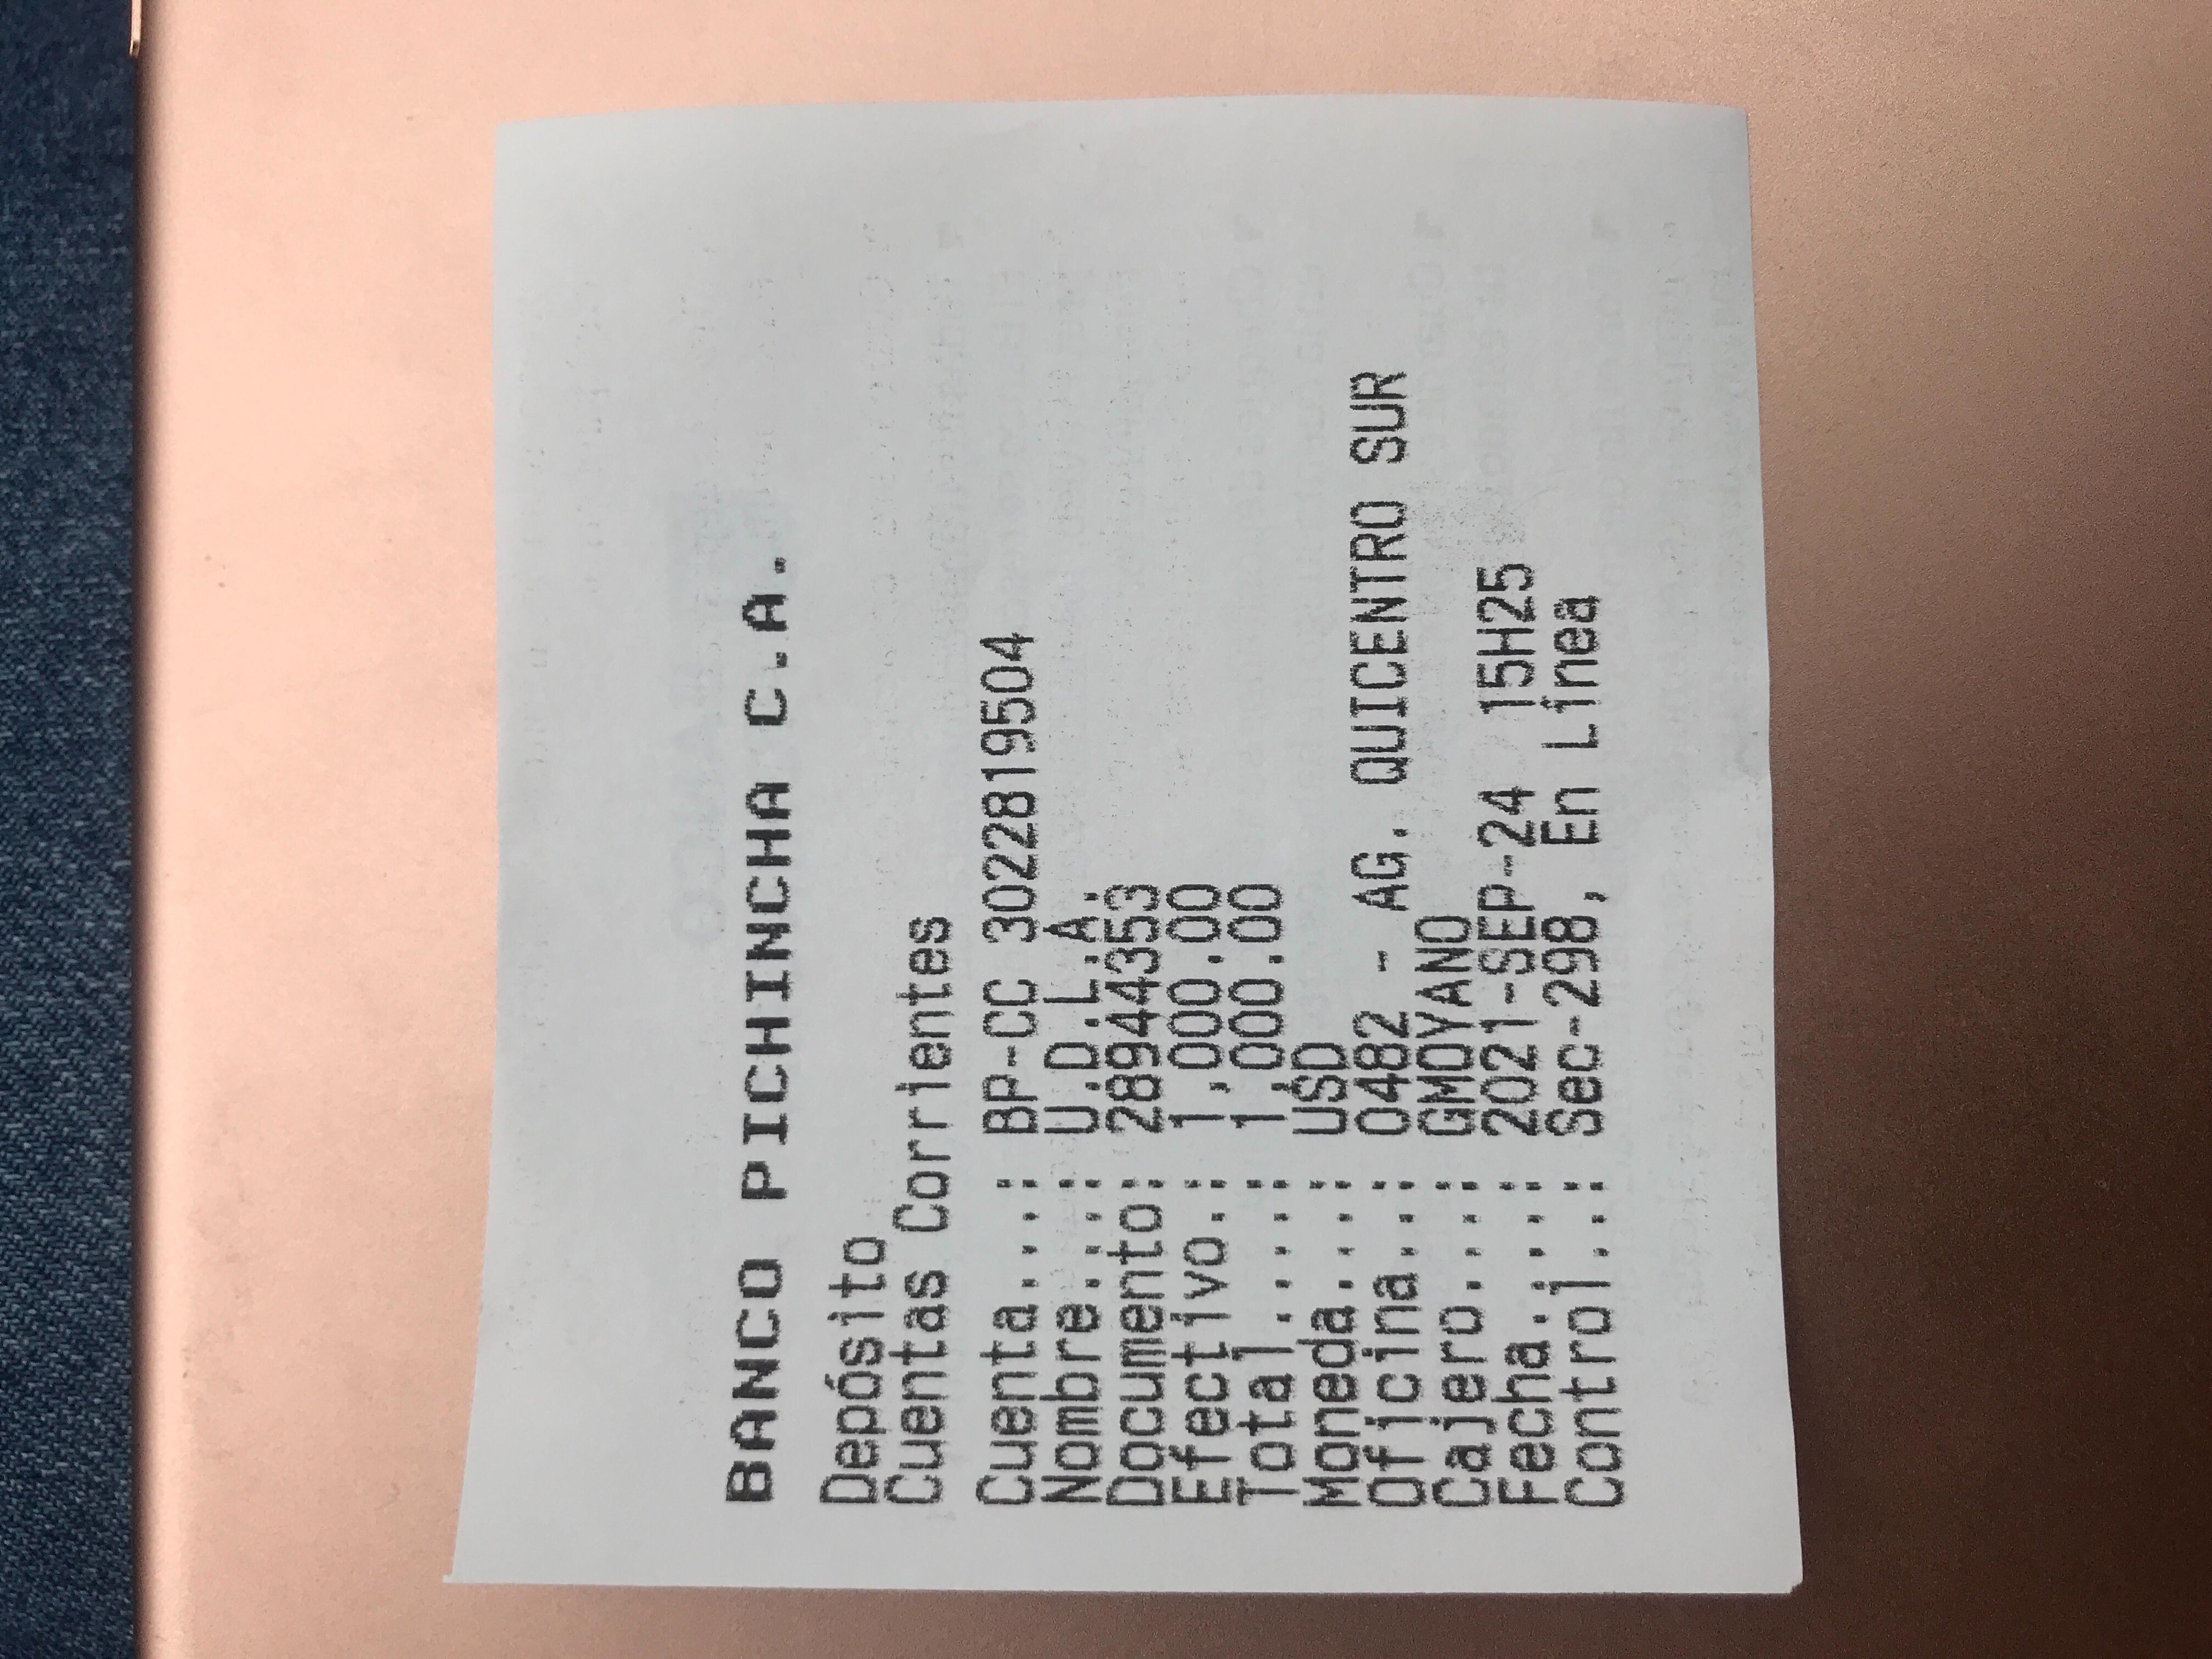 BANCO PICHINCHA C.A.
Depósito
Cuentas Corrientes
Cuenta....: BP-CC 3022819504
Nombre....: U.D.L.A.
Documento: 28944353
Efectivo.: 1,000.00
Total.....: 1,000.00
Moneda....: USD
Oficina...: 0482 - AG. QUICENTRO SUR
Cajero....: GMOYANO
Fecha.....: 2021-SEP-24 15H25
Control...: Sec-298, En Línea